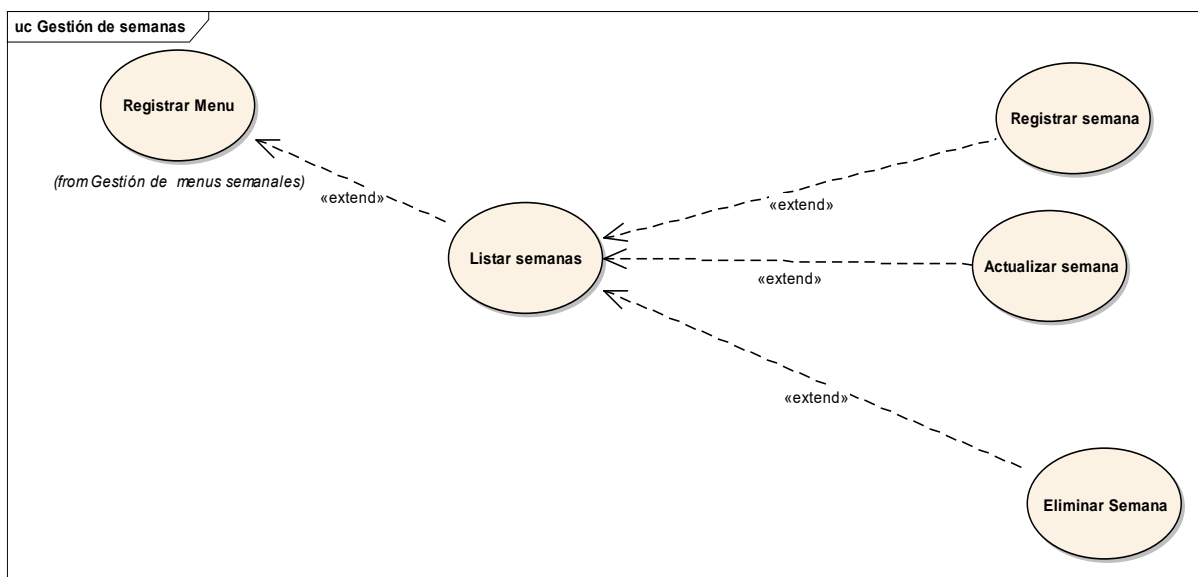 uc Gestión de semanas
Registrar Menu
(from Gestión de menus semanales)
«extend»
Listar semanas
Registrar semana
«extend»
Actualizar semana
«extend»
«extend»
Eliminar Semana